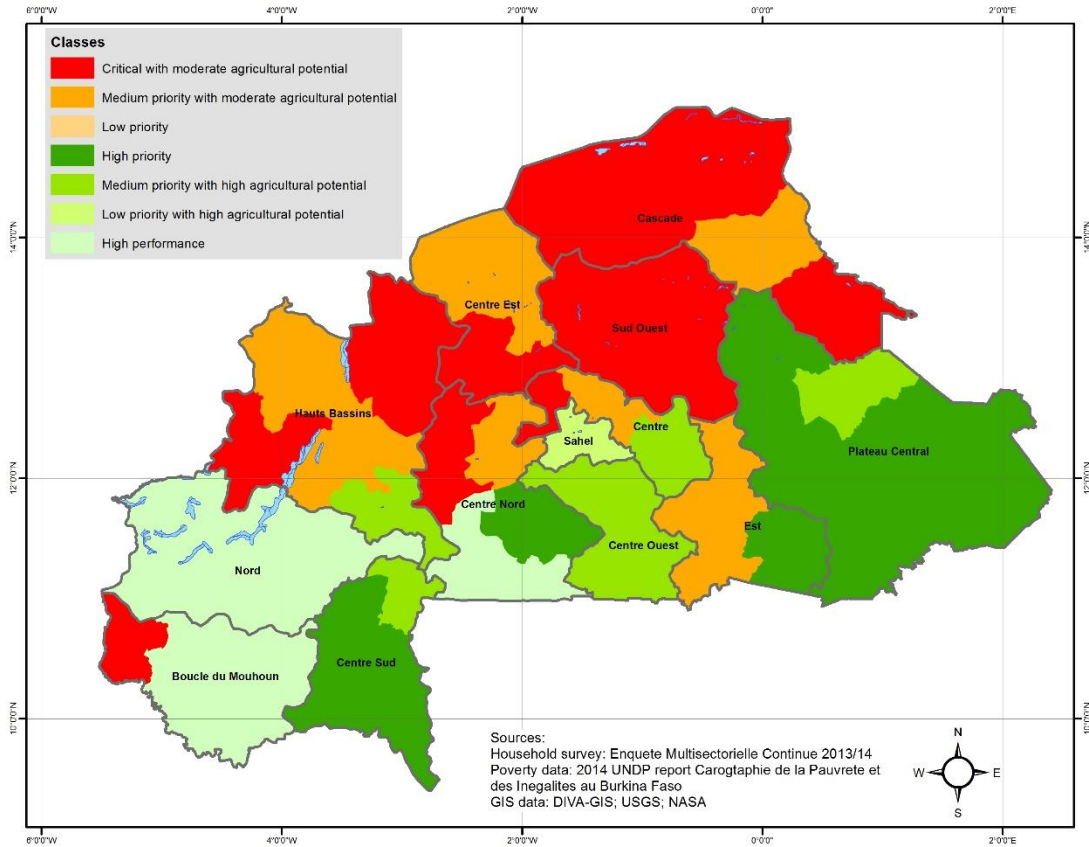 6°0'0"W
4°0'0"W
2°0'0"W
0°0'0"
2°0'0"E
Classes
Critical with moderate agricultural potential
Medium priority with moderate agricultural potential
Low priority
High priority
Medium priority with high agricultural potential
Low priority with high agricultural potential
High performance
14°0'0"N
14°0'0"N
Cascade
Centre Est
Sud Ouest
Hauts Bassins
Centre
Sahel
Plateau Central
12°0'0"N
12°0'0"N
Centre Nord
Est
Centre Ouest
Nord
Centre Sud
Boucle du Mouhoun
10°0'0"N
10°0'0"N
Sources:
Household survey: Enquete Multisectorielle Continue 2013/14
Poverty data: 2014 UNDP report Carogtaphie de la Pauvrete et
des Inegalites au Burkina Faso
GIS data: DIVA-GIS; USGS; NASA
N
W
E
S
6°0'0"W
4°0'0"W
2°0'0"W
0°0'0"
2°0'0"E